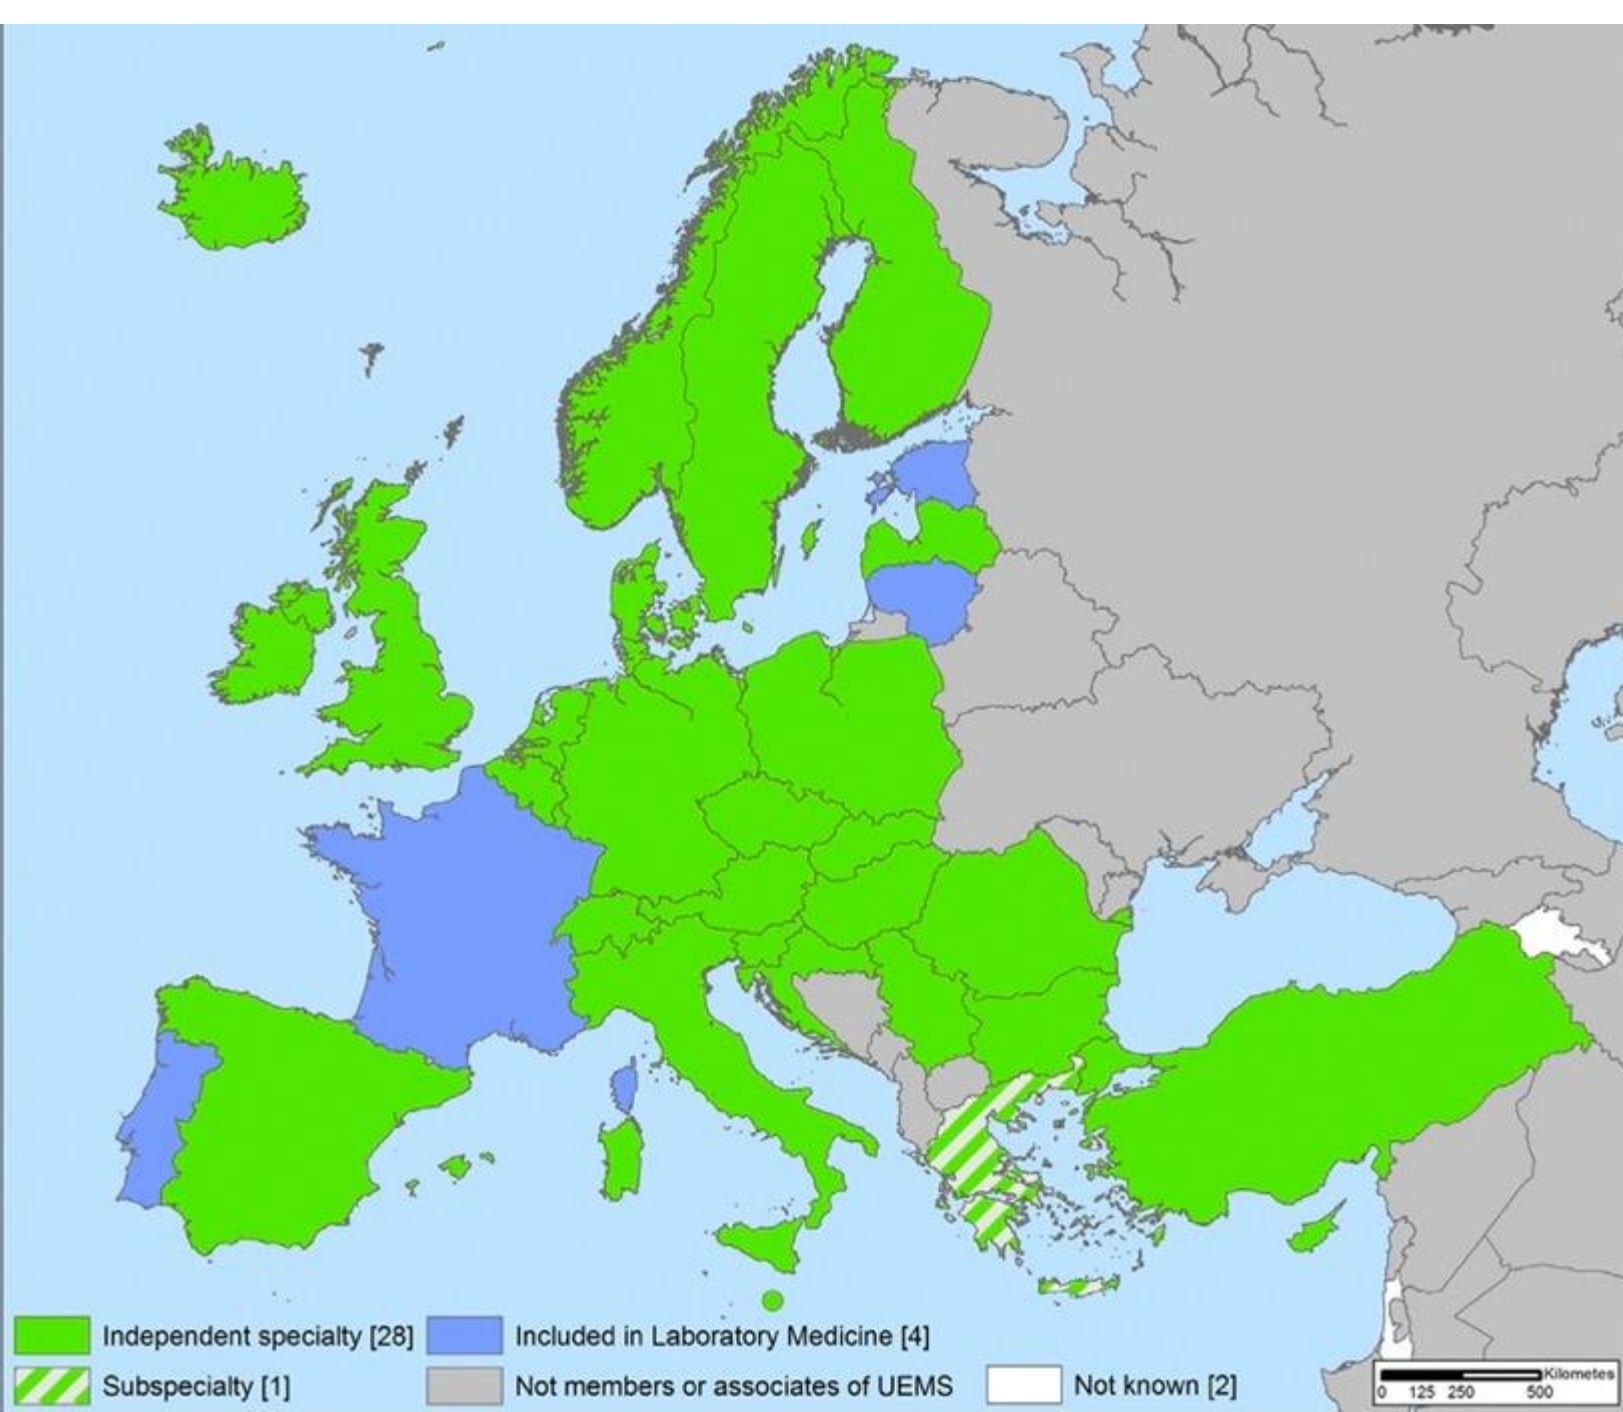 Independent specialty [28]
Included in Laboratory Medicine [4]
Subspecialty [1]
Not members or associates of UEMS
Not known [2]
Kilometes
0 125 250 500